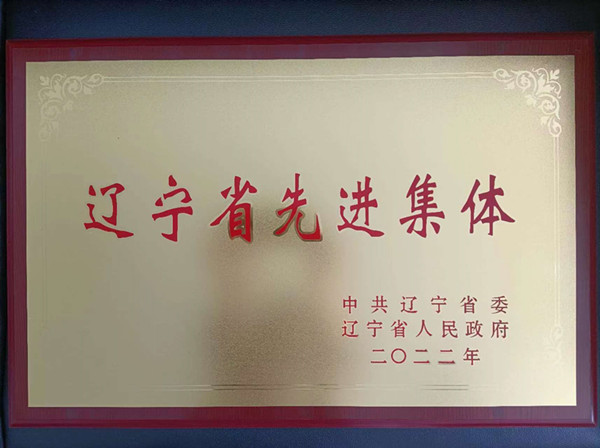 辽宁省先进集体
中共辽宁省委
辽宁省人民政府
二〇二二年